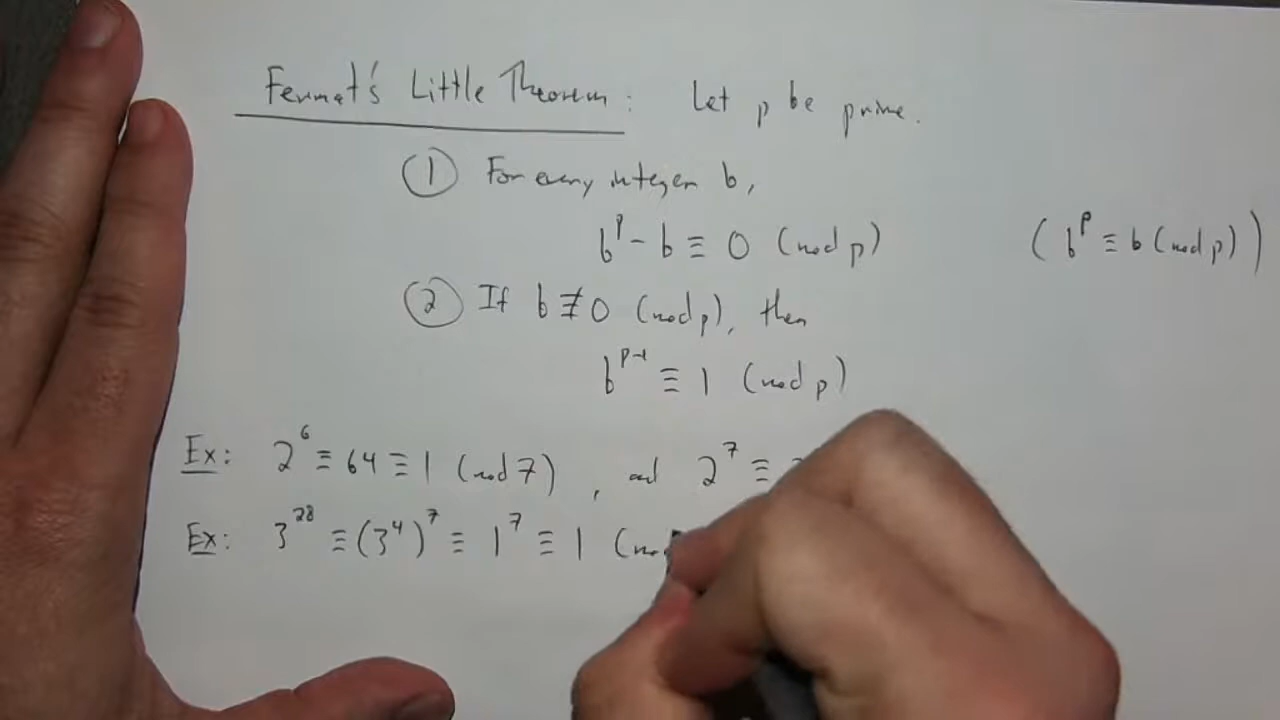 Fermat's Little Theorem: Let p be prime.
① For every integer b,
b^p - b ≡ 0 (mod p) (b^p ≡ b (mod p))
② If b ≢ 0 (mod p), then
b^(p-1) ≡ 1 (mod p)
Ex: 2^6 ≡ 64 ≡ 1 (mod 7), and 2^7 ≡
Ex: 3^28 ≡ (3^4)^7 ≡ 1^7 ≡ 1 (mo